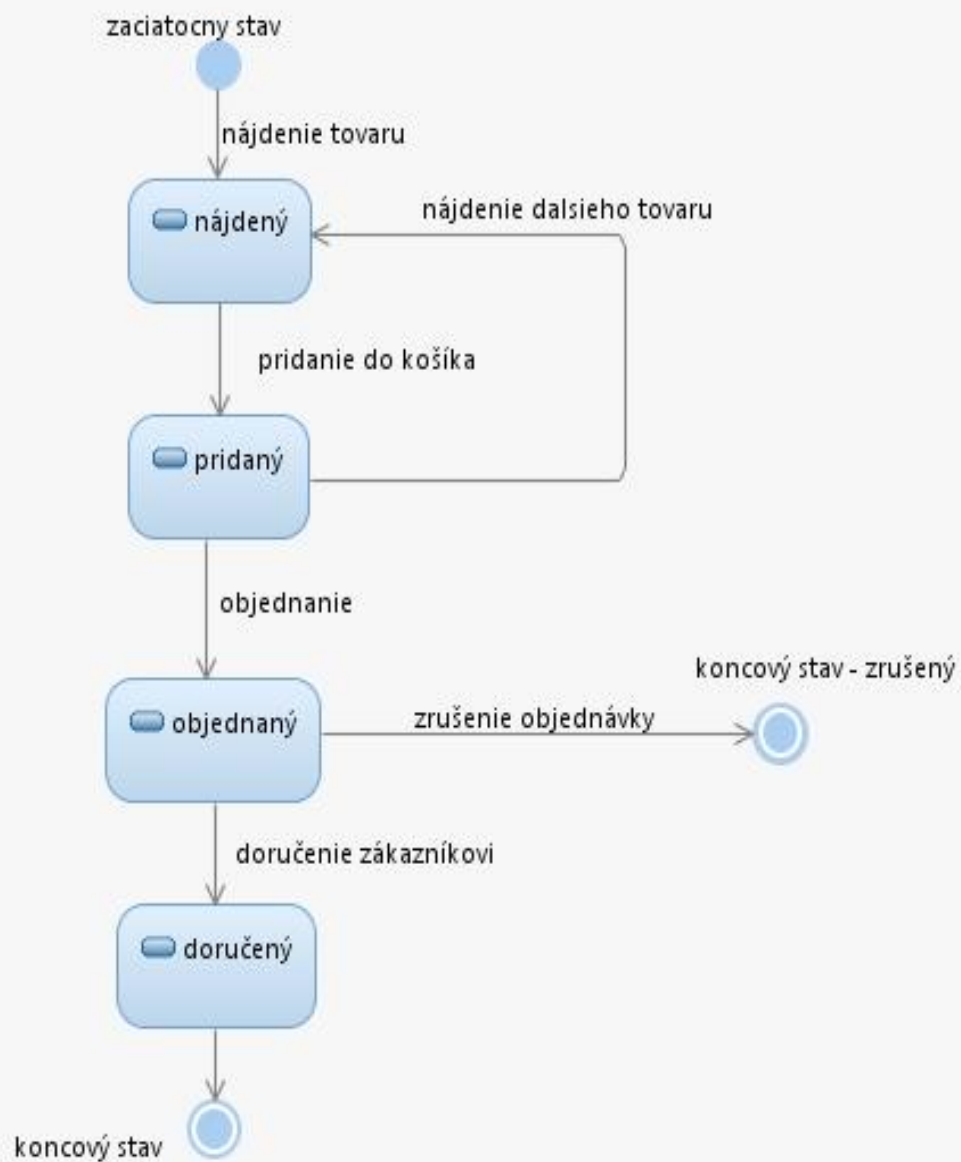 zaciatocny stav
nájdenie tovaru
nájdený
nájdenie dalsieho tovaru
pridanie do košíka
pridaný
objednanie
koncový stav - zrušený
objednaný
zrušenie objednávky
doručenie zákazníkovi
doručený
koncový stav